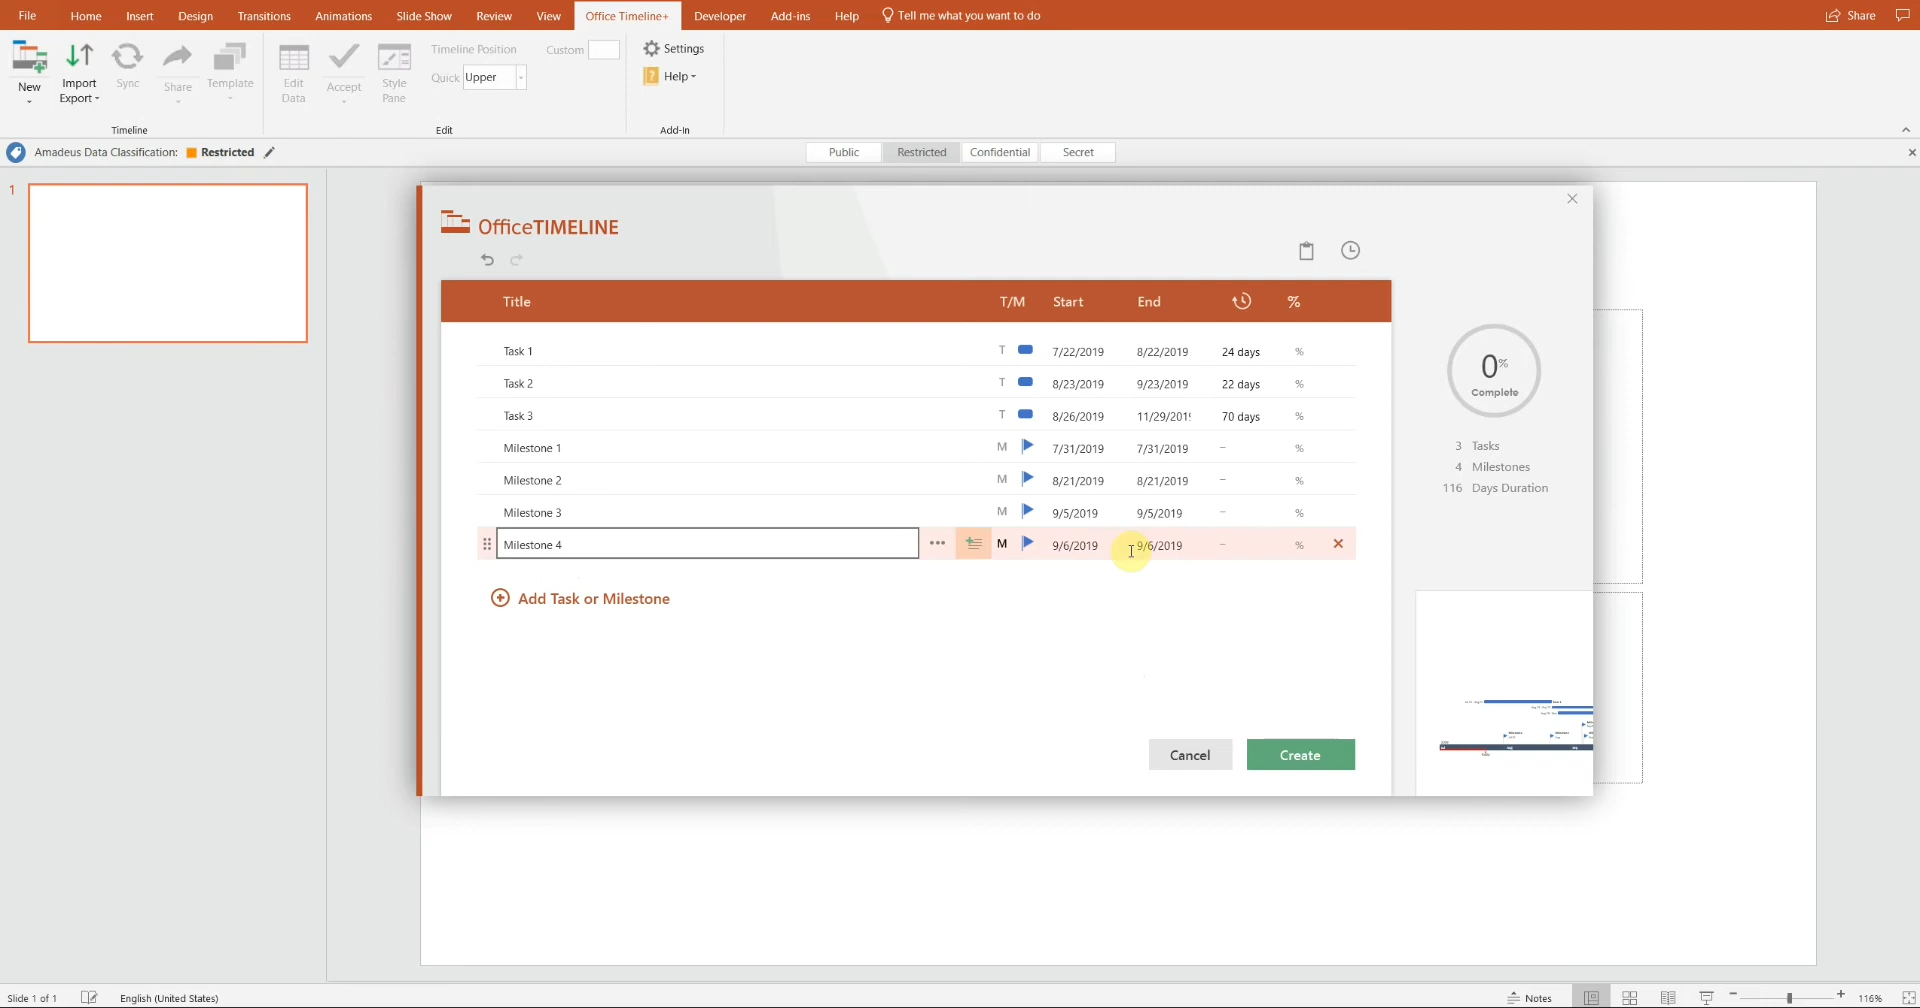 File Home Insert Design Transitions Animations Slide Show Review View Office Timeline+ Developer Add-ins Help Tell me what you want to do Share
New Import Export Sync Share Template Edit Data Accept Style Pane
Timeline Position Custom
Quick Upper
Settings
? Help
Timeline Edit Add-In
Amadeus Data Classification: Restricted Public Restricted Confidential Secret
1
OfficeTIMELINE
Title T/M Start End %
Task 1 T 7/22/2019 8/22/2019 24 days %
Task 2 T 8/23/2019 9/23/2019 22 days %
Task 3 T 8/26/2019 11/29/201 70 days %
Milestone 1 M 7/31/2019 7/31/2019 – %
Milestone 2 M 8/21/2019 8/21/2019 – %
Milestone 3 M 9/5/2019 9/5/2019 – %
Milestone 4 M 9/6/2019 9/6/2019 – %
Add Task or Milestone
Cancel Create
0%
Complete
3 Tasks
4 Milestones
116 Days Duration
Slide 1 of 1 English (United States) Notes 116%